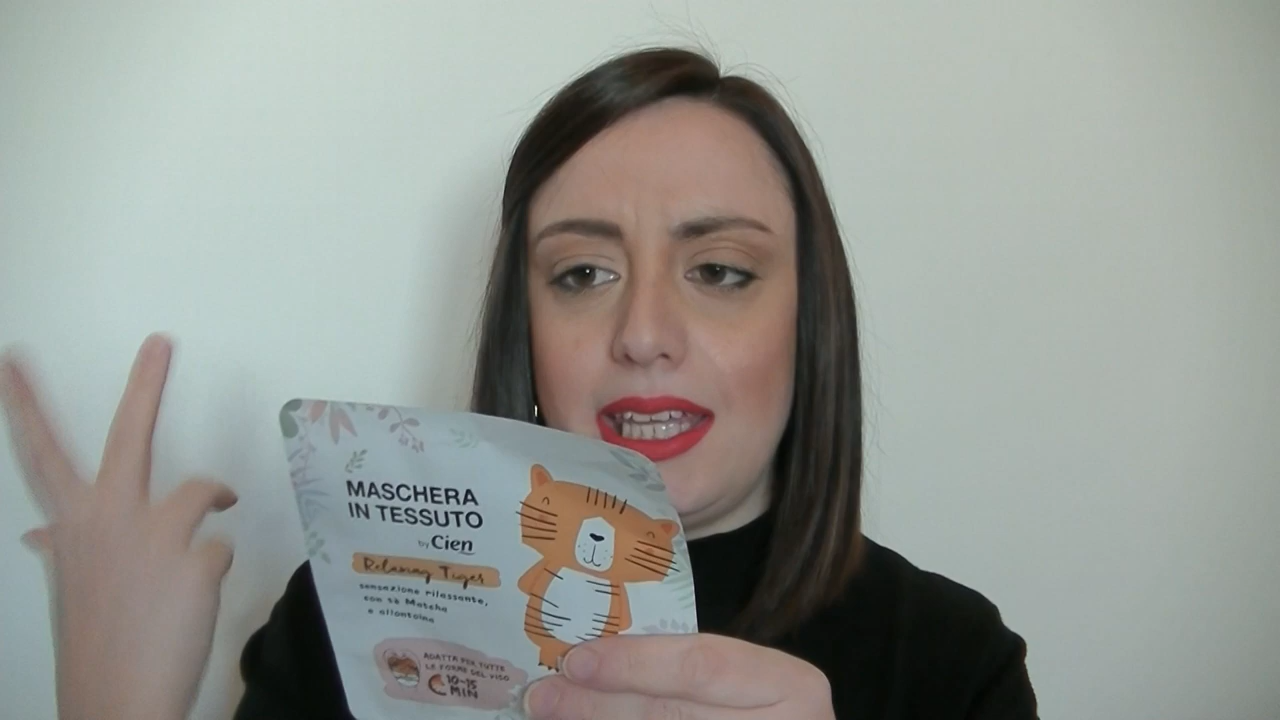 MASCHERA
IN TESSUTO
by Cien
Relaxing Tiger
sensazione rilassante,
con tè Matcha
e allantoina
ADATTA PER TUTTE
LE FORME DEL VISO
10-15
MIN